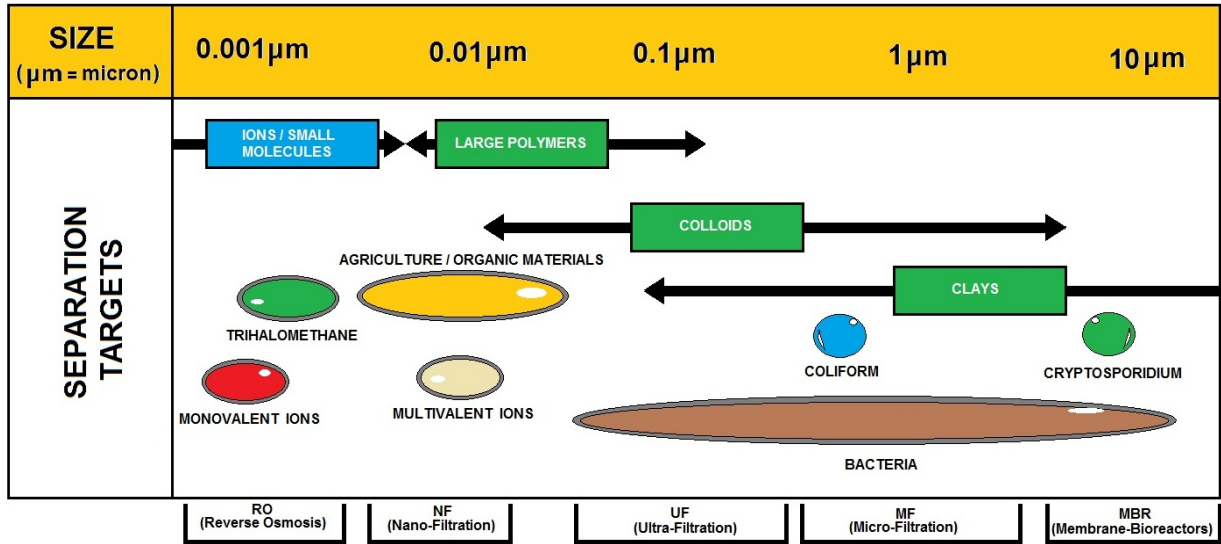 SIZE
(µm = micron)
0.001µm
0.01µm
0.1µm
1µm
10µm
SEPARATION
TARGETS
IONS / SMALL
MOLECULES
LARGE POLYMERS
COLLOIDS
AGRICULTURE / ORGANIC MATERIALS
CLAYS
TRIHALOMETHANE
COLIFORM
CRYPTOSPORIDIUM
MONOVALENT IONS
MULTIVALENT IONS
BACTERIA
RO
(Reverse Osmosis)
NF
(Nano-Filtration)
UF
(Ultra-Filtration)
MF
(Micro-Filtration)
MBR
(Membrane-Bioreactors)